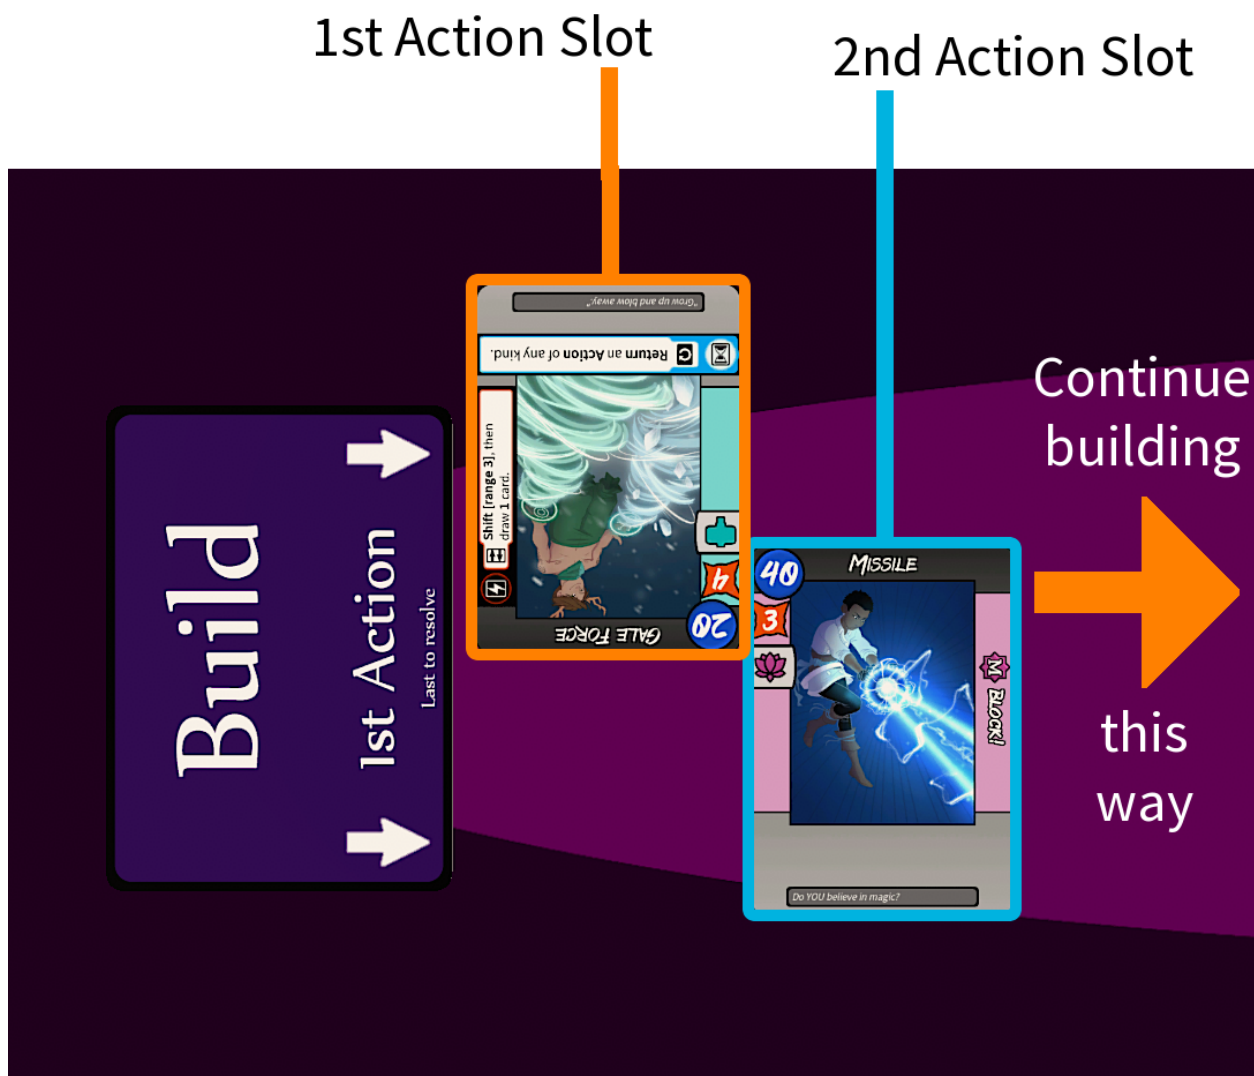 1st Action Slot
2nd Action Slot
Build
1st Action
Last to resolve
"Grow up and blow away."
Return an Action of any kind.
Shift [range 3], then
draw 1 card.
4
20
GALE FORCE
40
MISSILE
3
M BLOCK!
Do YOU believe in magic?
Continue
building
this
way